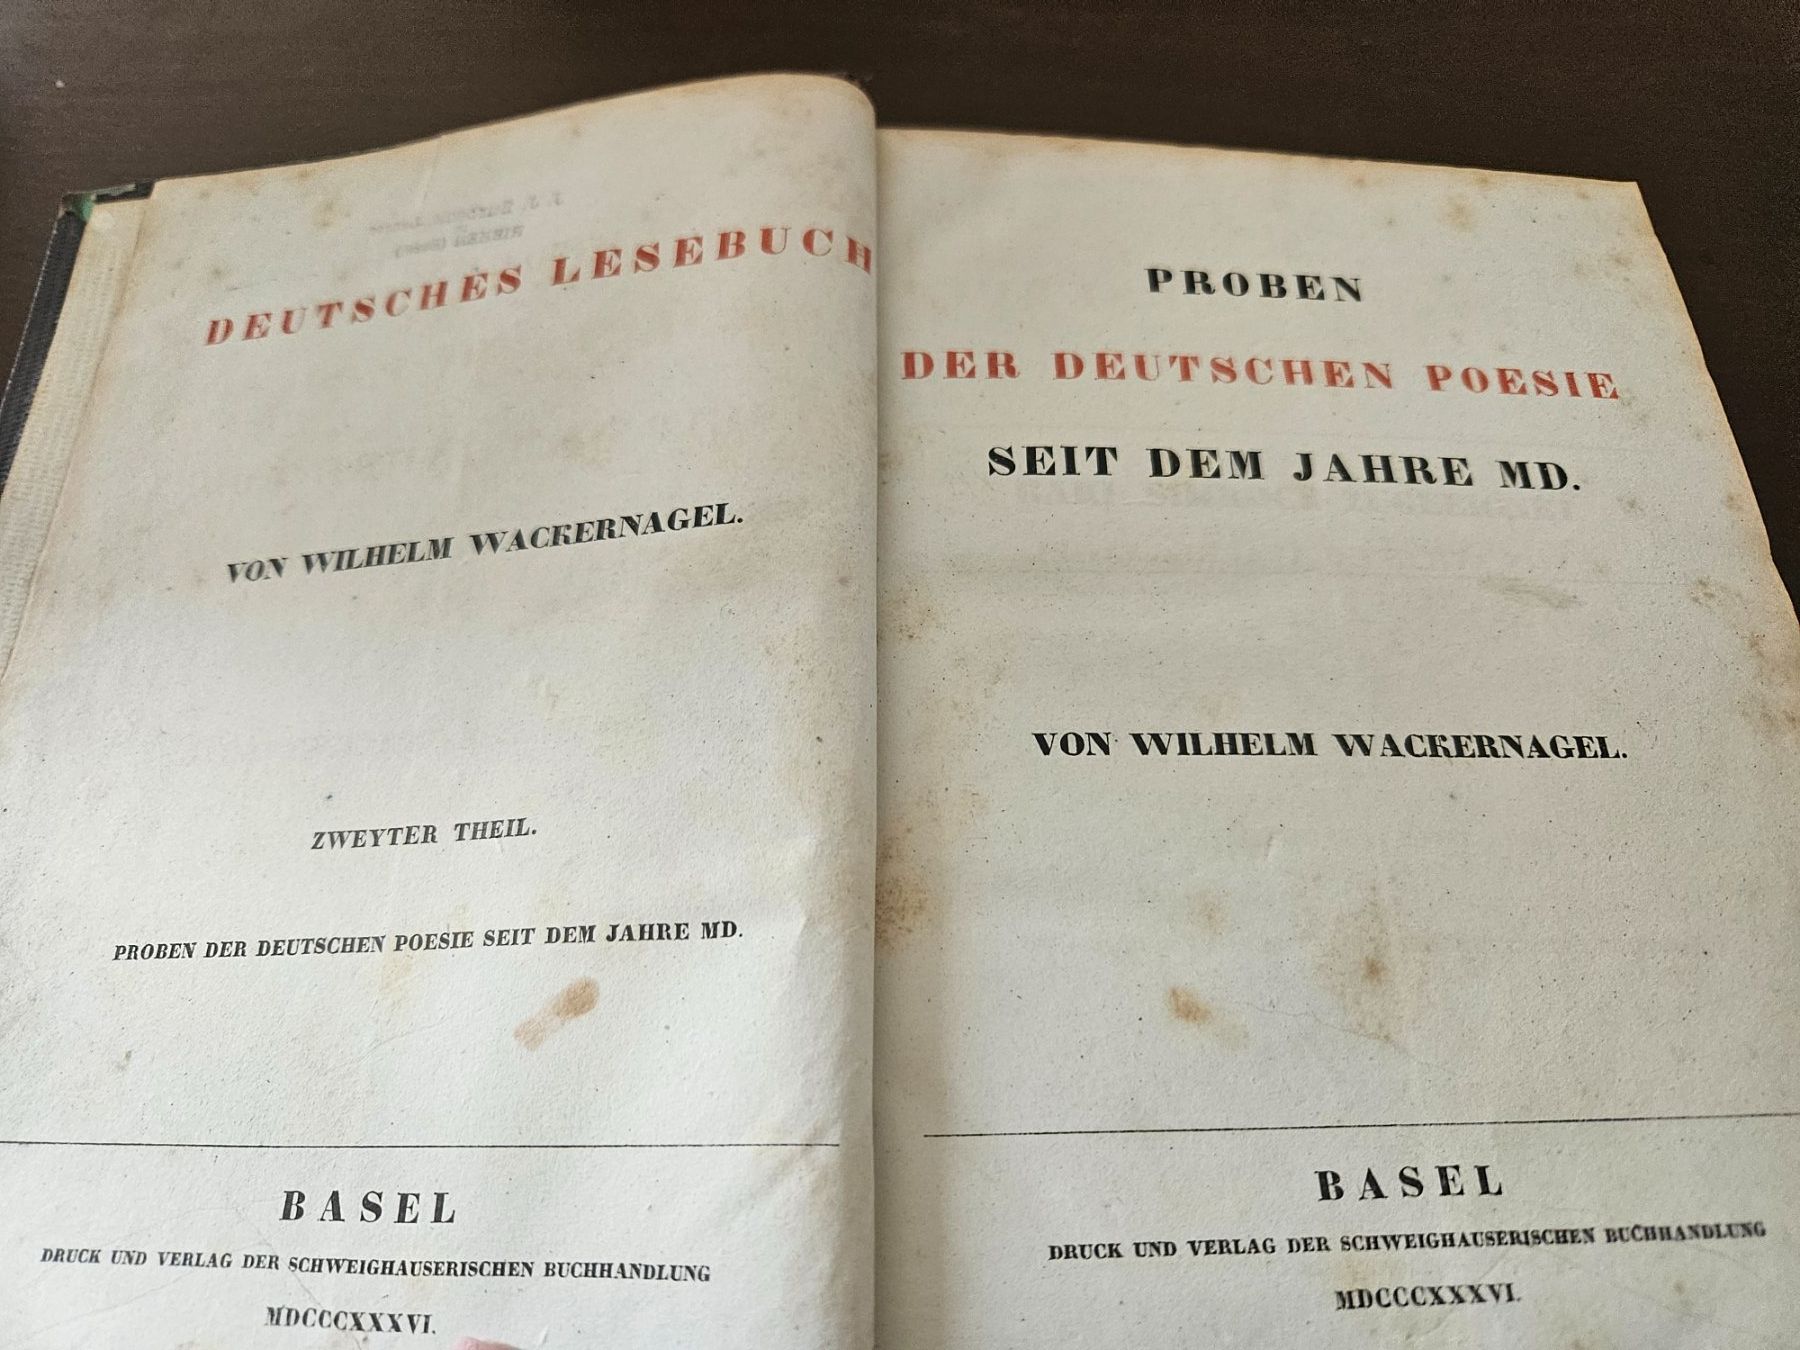 DEUTSCHES LESEBUCH
VON WILHELM WACKERNAGEL.
ZWEYTER THEIL.
PROBEN DER DEUTSCHEN POESIE SEIT DEM JAHRE MD.
BASEL
DRUCK UND VERLAG DER SCHWEIGHAUSERISCHEN BUCHHANDLUNG
MDCCCXXXVI.
PROBEN
DER DEUTSCHEN POESIE
SEIT DEM JAHRE MD.
VON WILHELM WACKERNAGEL.
BASEL
DRUCK UND VERLAG DER SCHWEIGHAUSERISCHEN BUCHHANDLUNG
MDCCCXXXVI.